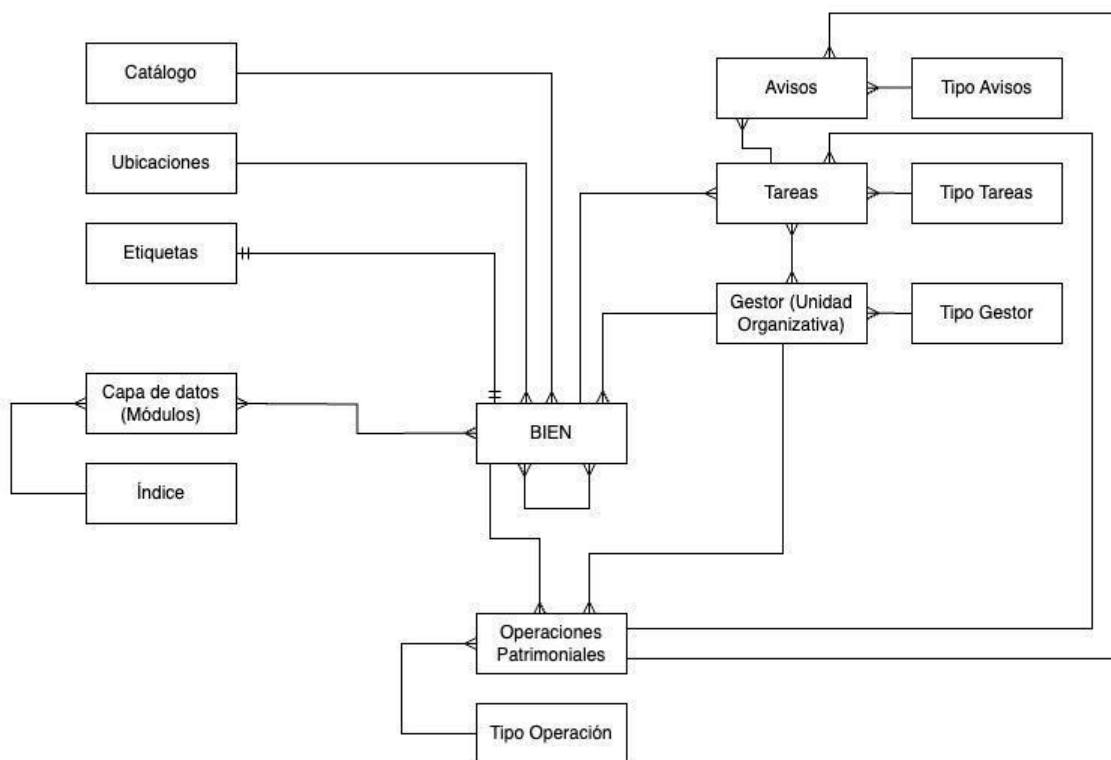 Catálogo
Avisos
Tipo Avisos
Ubicaciones
Tareas
Tipo Tareas
Etiquetas
Gestor (Unidad
Organizativa)
Tipo Gestor
Capa de datos
(Módulos)
BIEN
Índice
Operaciones
Patrimoniales
Tipo Operación